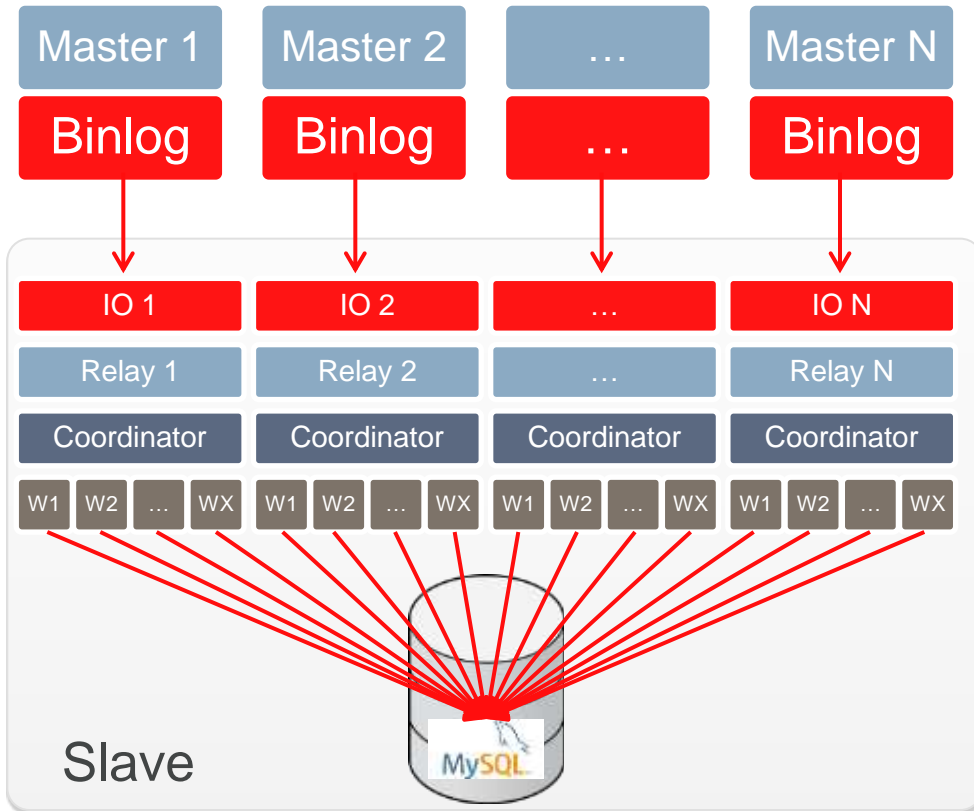 Master 1 Master 2 … Master N
Binlog Binlog … Binlog
IO 1 IO 2 … IO N
Relay 1 Relay 2 … Relay N
Coordinator Coordinator Coordinator Coordinator
W1 W2 … WX W1 W2 … WX W1 W2 … WX W1 W2 … WX
MySQL
Slave